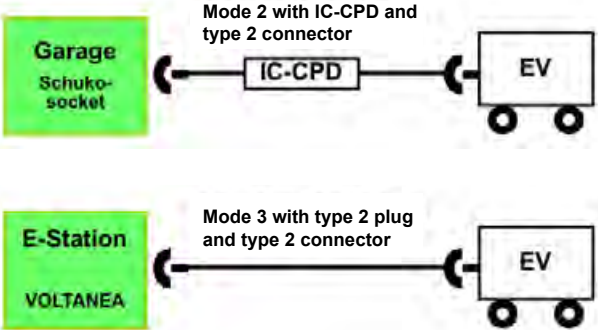 Mode 2 with IC-CPD and
type 2 connector
Garage
Schuko-
socket
IC-CPD
EV
Mode 3 with type 2 plug
and type 2 connector
E-Station
VOLTANEA
EV